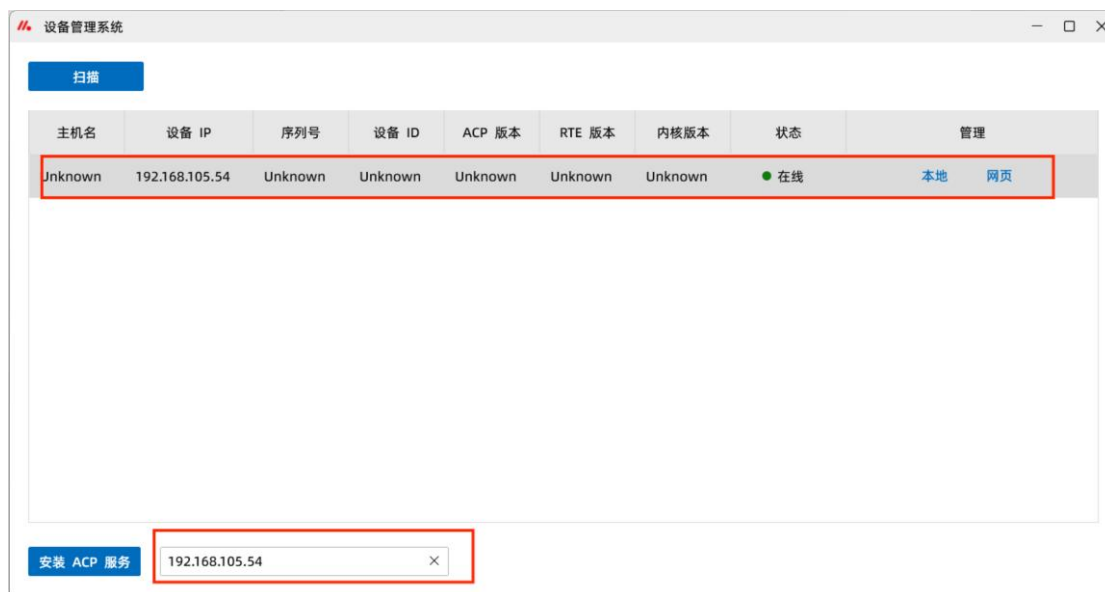 设备管理系统
扫描
主机名 设备 IP 序列号 设备 ID ACP 版本 RTE 版本 内核版本 状态 管理
Unknown 192.168.105.54 Unknown Unknown Unknown Unknown Unknown 在线 本地 网页
安装 ACP 服务 192.168.105.54